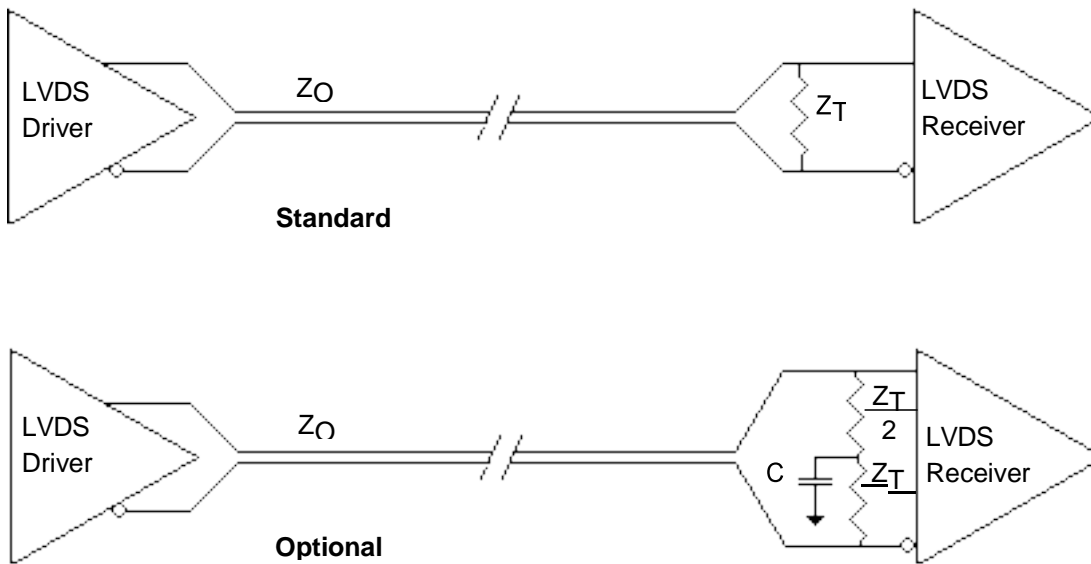 LVDS
Driver
ZO
ZT
LVDS
Receiver
Standard
LVDS
Driver
ZO
C
ZT
2
ZT
LVDS
Receiver
Optional